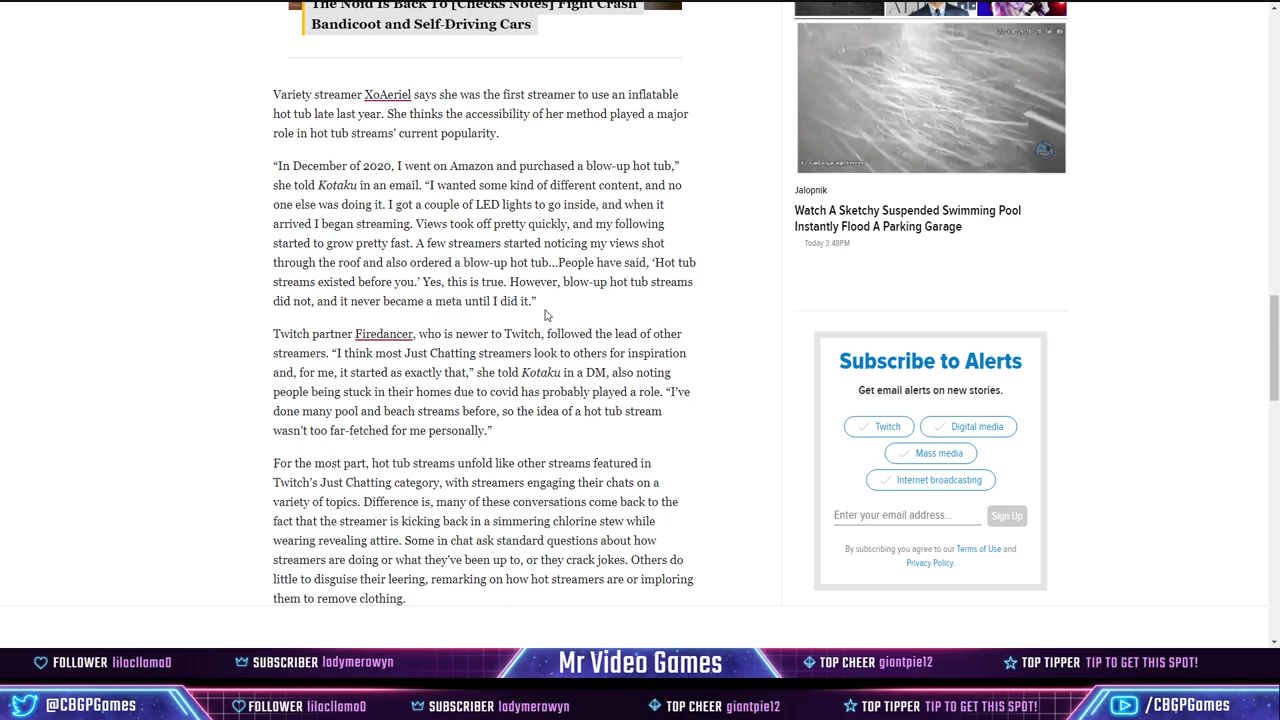 The Noid Is Back To [Checks Notes] Fight Crash
Bandicoot and Self-Driving Cars
Variety streamer XoAeriel says she was the first streamer to use an inflatable
hot tub late last year. She thinks the accessibility of her method played a major
role in hot tub streams’ current popularity.
“In December of 2020, I went on Amazon and purchased a blow-up hot tub,”
she told Kotaku in an email. “I wanted some kind of different content, and no
one else was doing it. I got a couple of LED lights to go inside, and when it
arrived I began streaming. Views took off pretty quickly, and my following
started to grow pretty fast. A few streamers started noticing my views shot
through the roof and also ordered a blow-up hot tub…People have said, ‘Hot tub
streams existed before you.’ Yes, this is true. However, blow-up hot tub streams
did not, and it never became a meta until I did it.”
Twitch partner Firedancer, who is newer to Twitch, followed the lead of other
streamers. “I think most Just Chatting streamers look to others for inspiration
and, for me, it started as exactly that,” she told Kotaku in a DM, also noting
people being stuck in their homes due to covid has probably played a role. “I’ve
done many pool and beach streams before, so the idea of a hot tub stream
wasn’t too far-fetched for me personally.”
For the most part, hot tub streams unfold like other streams featured in
Twitch’s Just Chatting category, with streamers engaging their chats on a
variety of topics. Difference is, many of these conversations come back to the
fact that the streamer is kicking back in a simmering chlorine stew while
wearing revealing attire. Some in chat ask standard questions about how
streamers are doing or what they’ve been up to, or they crack jokes. Others do
little to disguise their leering, remarking on how hot streamers are or imploring
them to remove clothing.
Jalopnik
Watch A Sketchy Suspended Swimming Pool
Instantly Flood A Parking Garage
Today 3:48PM
Subscribe to Alerts
Get email alerts on new stories.
Twitch
Digital media
Mass media
Internet broadcasting
Enter your email address...
Sign Up
By subscribing you agree to our Terms of Use and
Privacy Policy.
FOLLOWER lilacllama0 SUBSCRIBER ladymerowyn Mr Video Games TOP CHEER giantpie12 TOP TIPPER TIP TO GET THIS SPOT!
@CBGPGames FOLLOWER lilacllama0 SUBSCRIBER ladymerowyn TOP CHEER giantpie12 TOP TIPPER TIP TO GET THIS SPOT! /CBGPGames